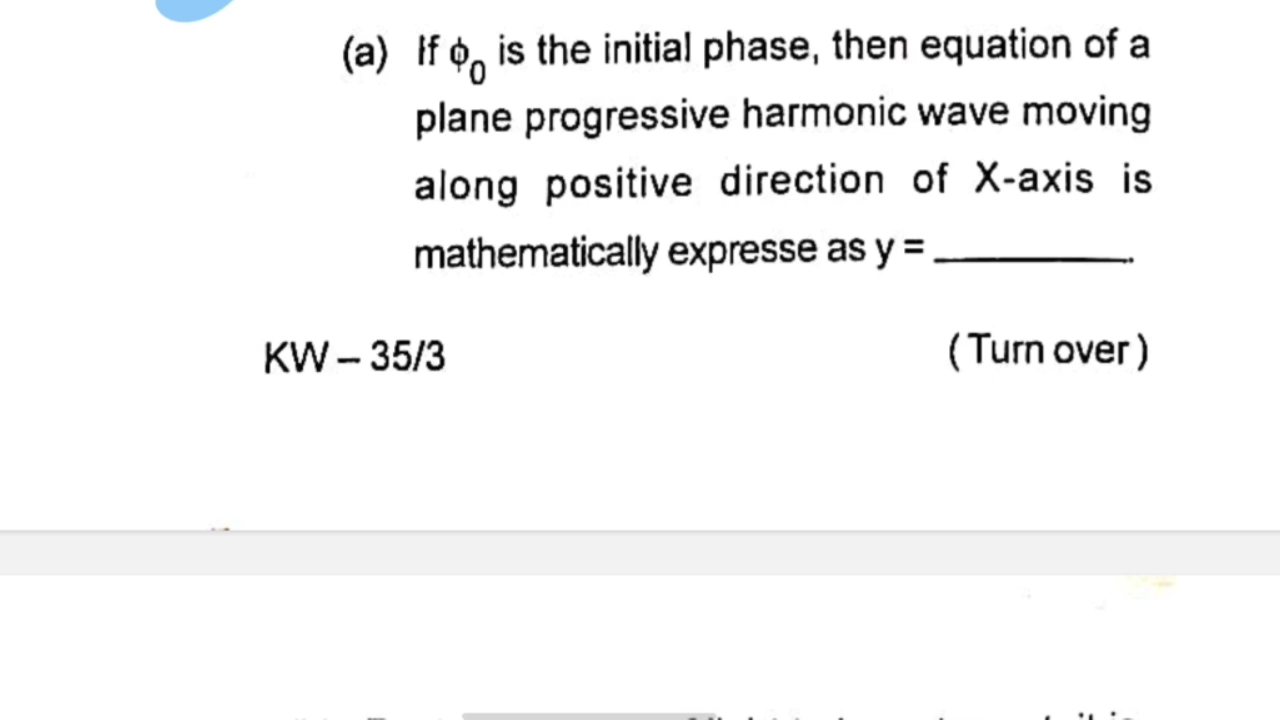 (a) If ϕ₀ is the initial phase, then equation of a
plane progressive harmonic wave moving
along positive direction of X-axis is
mathematically expresse as y = ________.
KW – 35/3
( Turn over )